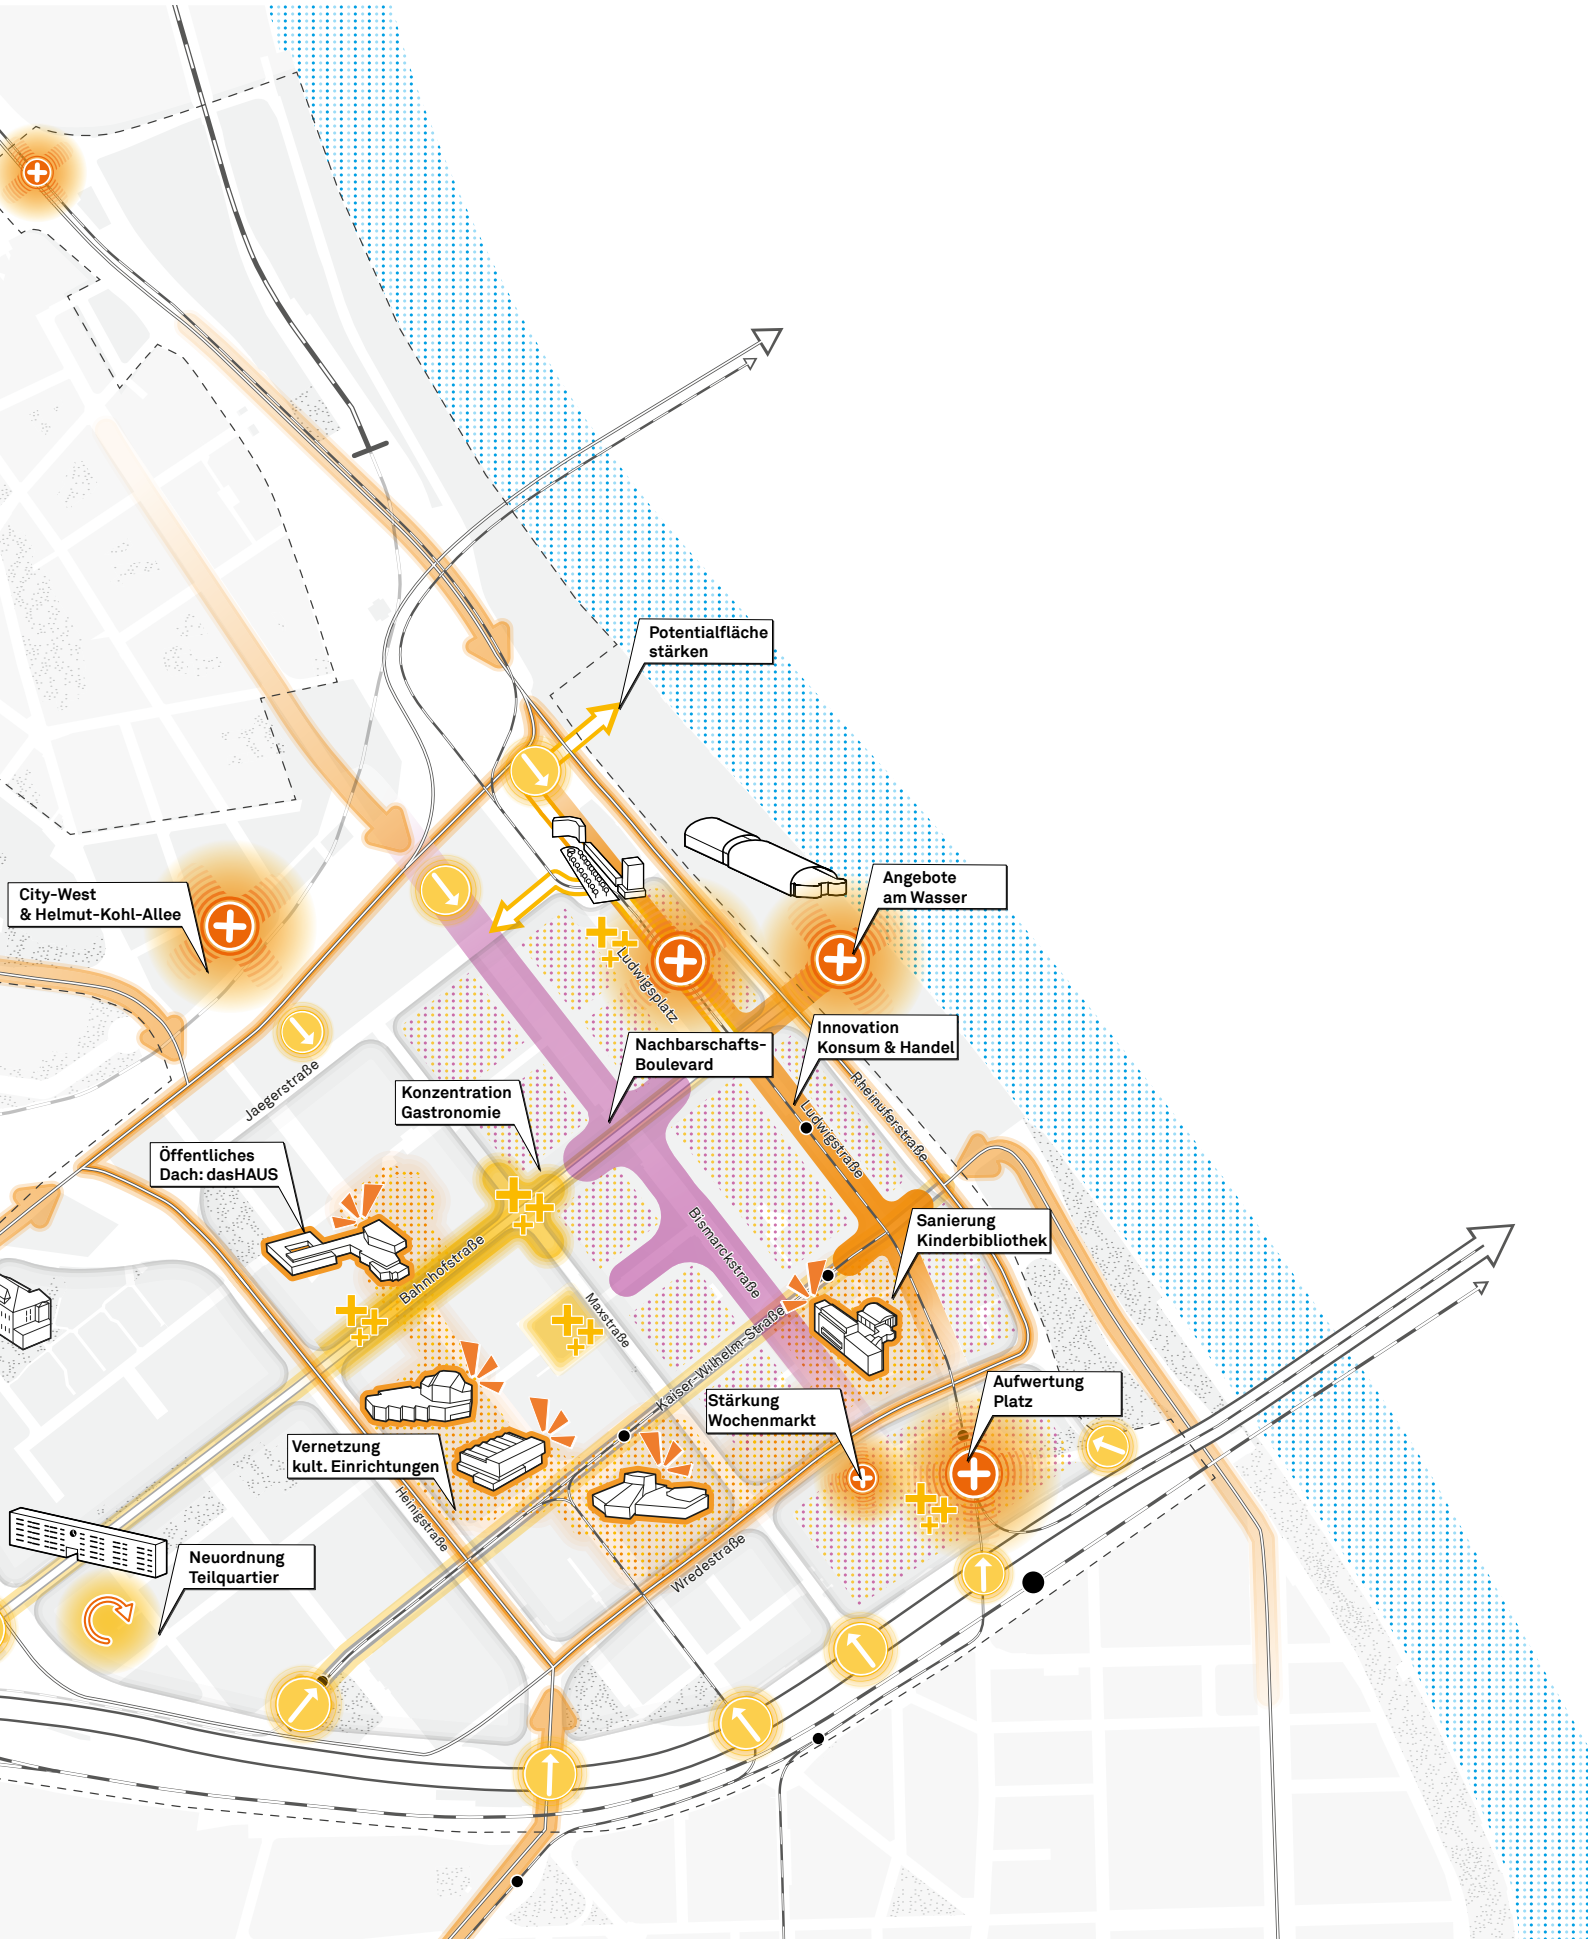 Potentialfläche
stärken
City-West
& Helmut-Kohl-Allee
Angebote
am Wasser
Ludwigsplatz
Innovation
Konsum & Handel
Nachbarschafts-
Boulevard
Konzentration
Gastronomie
Jaegerstraße
Rheinuferstraße
Ludwigstraße
Öffentliches
Dach: dasHAUS
Sanierung
Kinderbibliothek
Bismarckstraße
Bahnhofstraße
Maxstraße
Kaiser-Wilhelm-Straße
Aufwertung
Platz
Stärkung
Wochenmarkt
Vernetzung
kult. Einrichtungen
Heinigstraße
Wredestraße
Neuordnung
Teilquartier